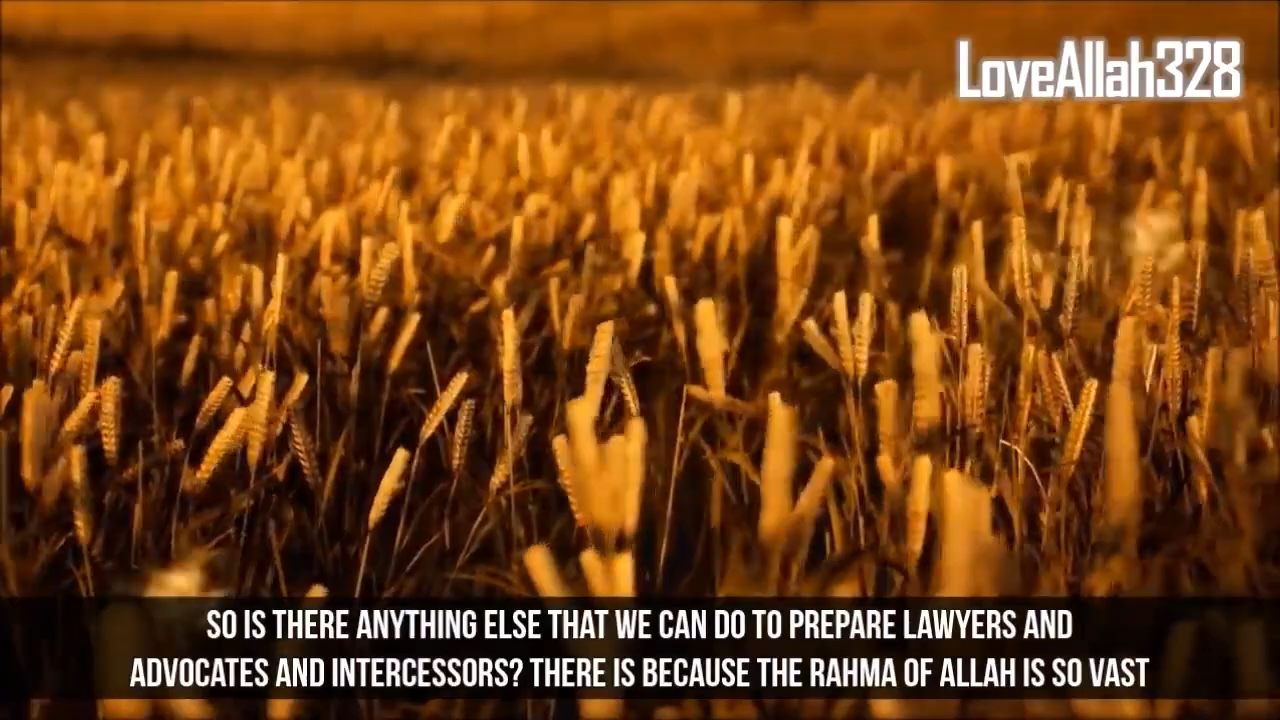 LoveAllah328
SO IS THERE ANYTHING ELSE THAT WE CAN DO TO PREPARE LAWYERS AND
ADVOCATES AND INTERCESSORS? THERE IS BECAUSE THE RAHMA OF ALLAH IS SO VAST